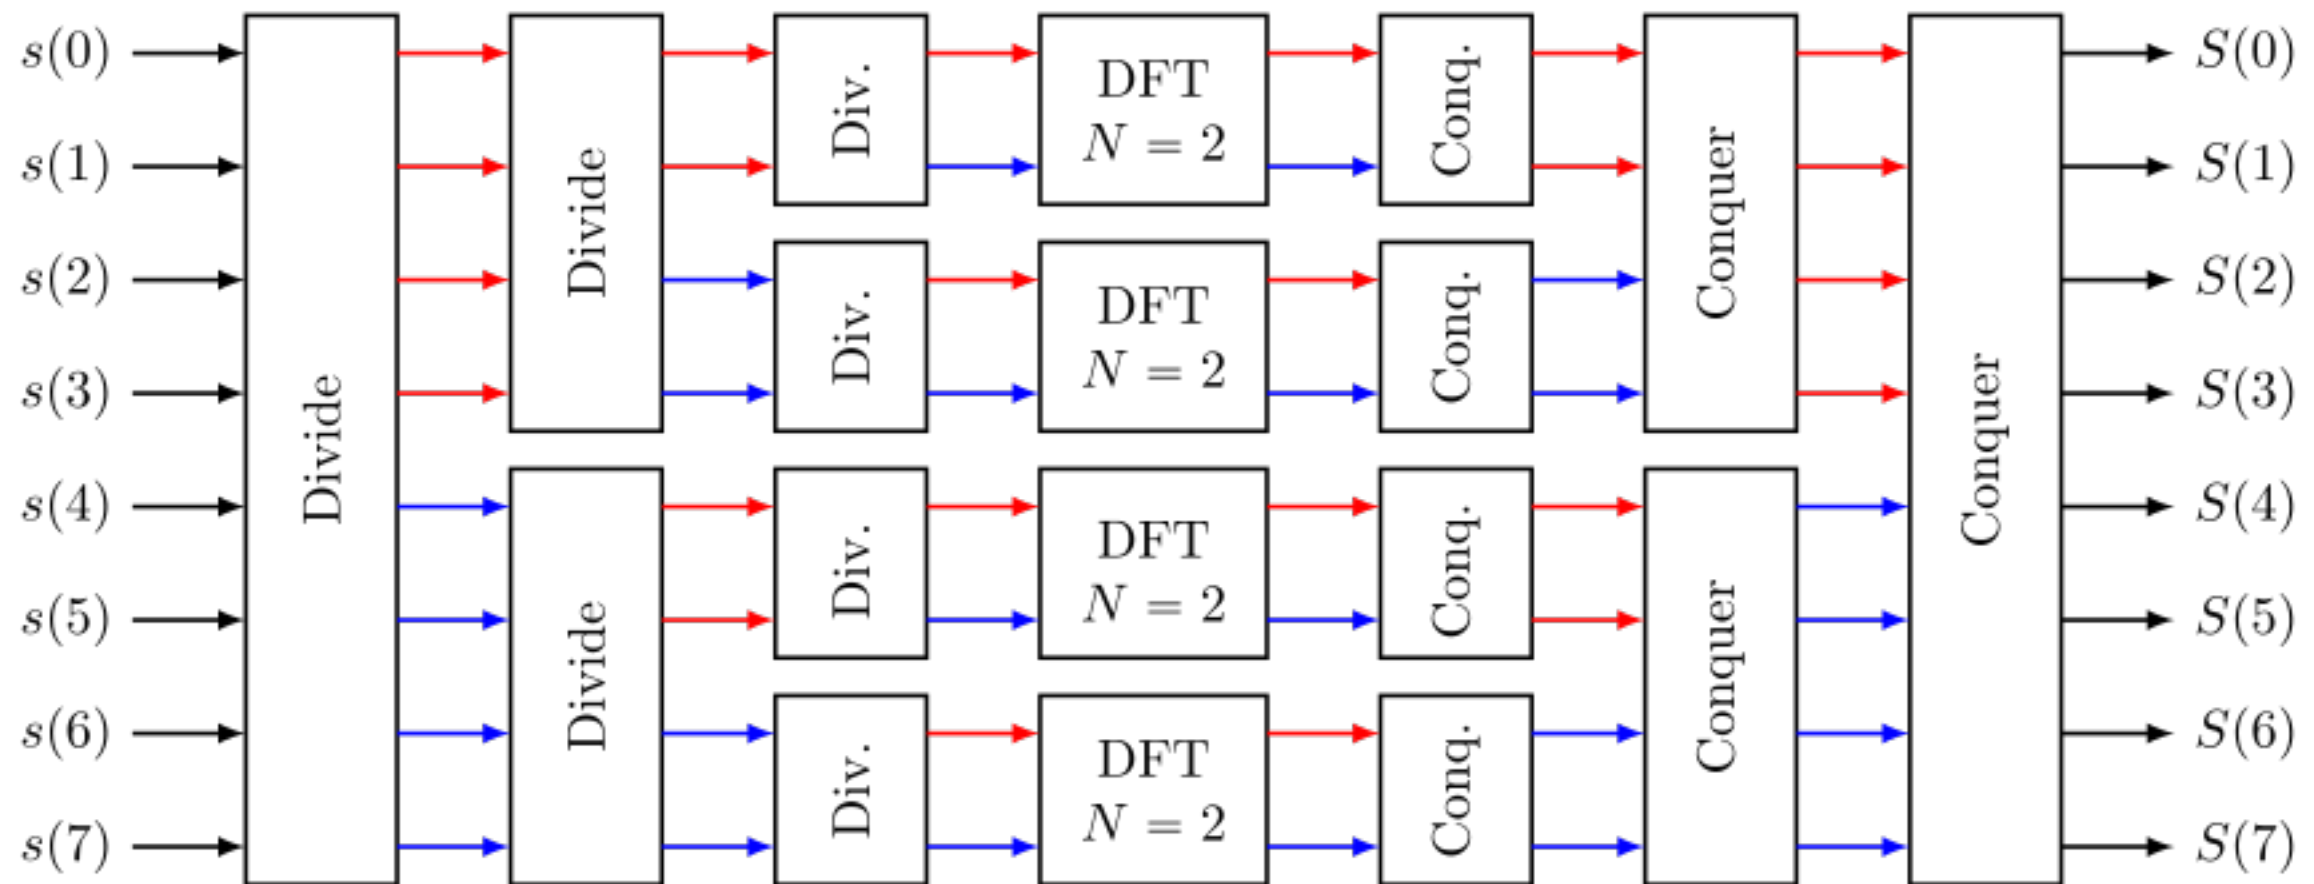 s(0)
s(1)
s(2)
s(3)
s(4)
s(5)
s(6)
s(7)
Divide
Divide
Divide
Div.
Div.
Div.
Div.
DFT
N = 2
DFT
N = 2
DFT
N = 2
DFT
N = 2
Conq.
Conq.
Conq.
Conq.
Conquer
Conquer
Conquer
S(0)
S(1)
S(2)
S(3)
S(4)
S(5)
S(6)
S(7)